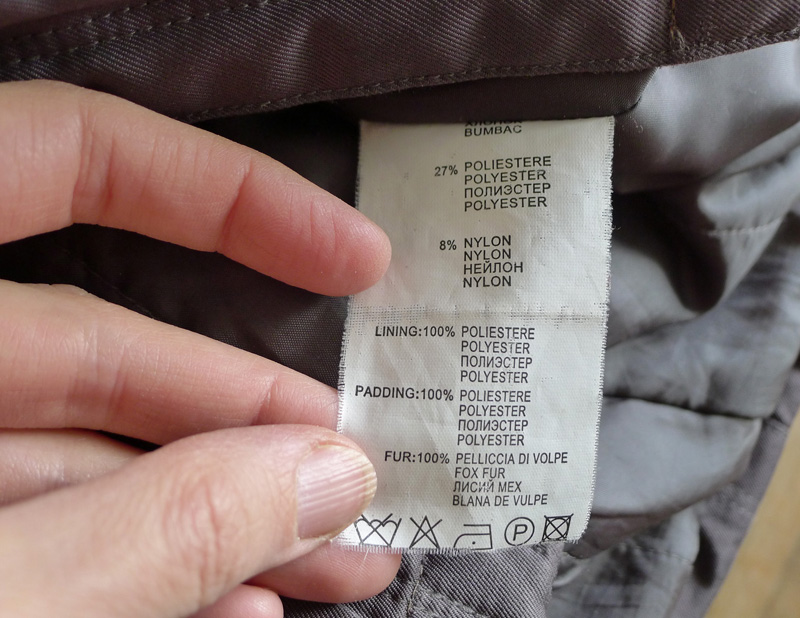 BUMBAC
27% POLIESTERE
POLYESTER
ПОЛИЭСТЕР
POLYESTER
8% NYLON
NYLON
НЕЙЛОН
NYLON
LINING:100% POLIESTERE
POLYESTER
ПОЛИЭСТЕР
POLYESTER
PADDING:100% POLIESTERE
POLYESTER
ПОЛИЭСТЕР
POLYESTER
FUR:100% PELLICCIA DI VOLPE
FOX FUR
ЛИСИЙ МЕХ
BLANA DE VULPE
P